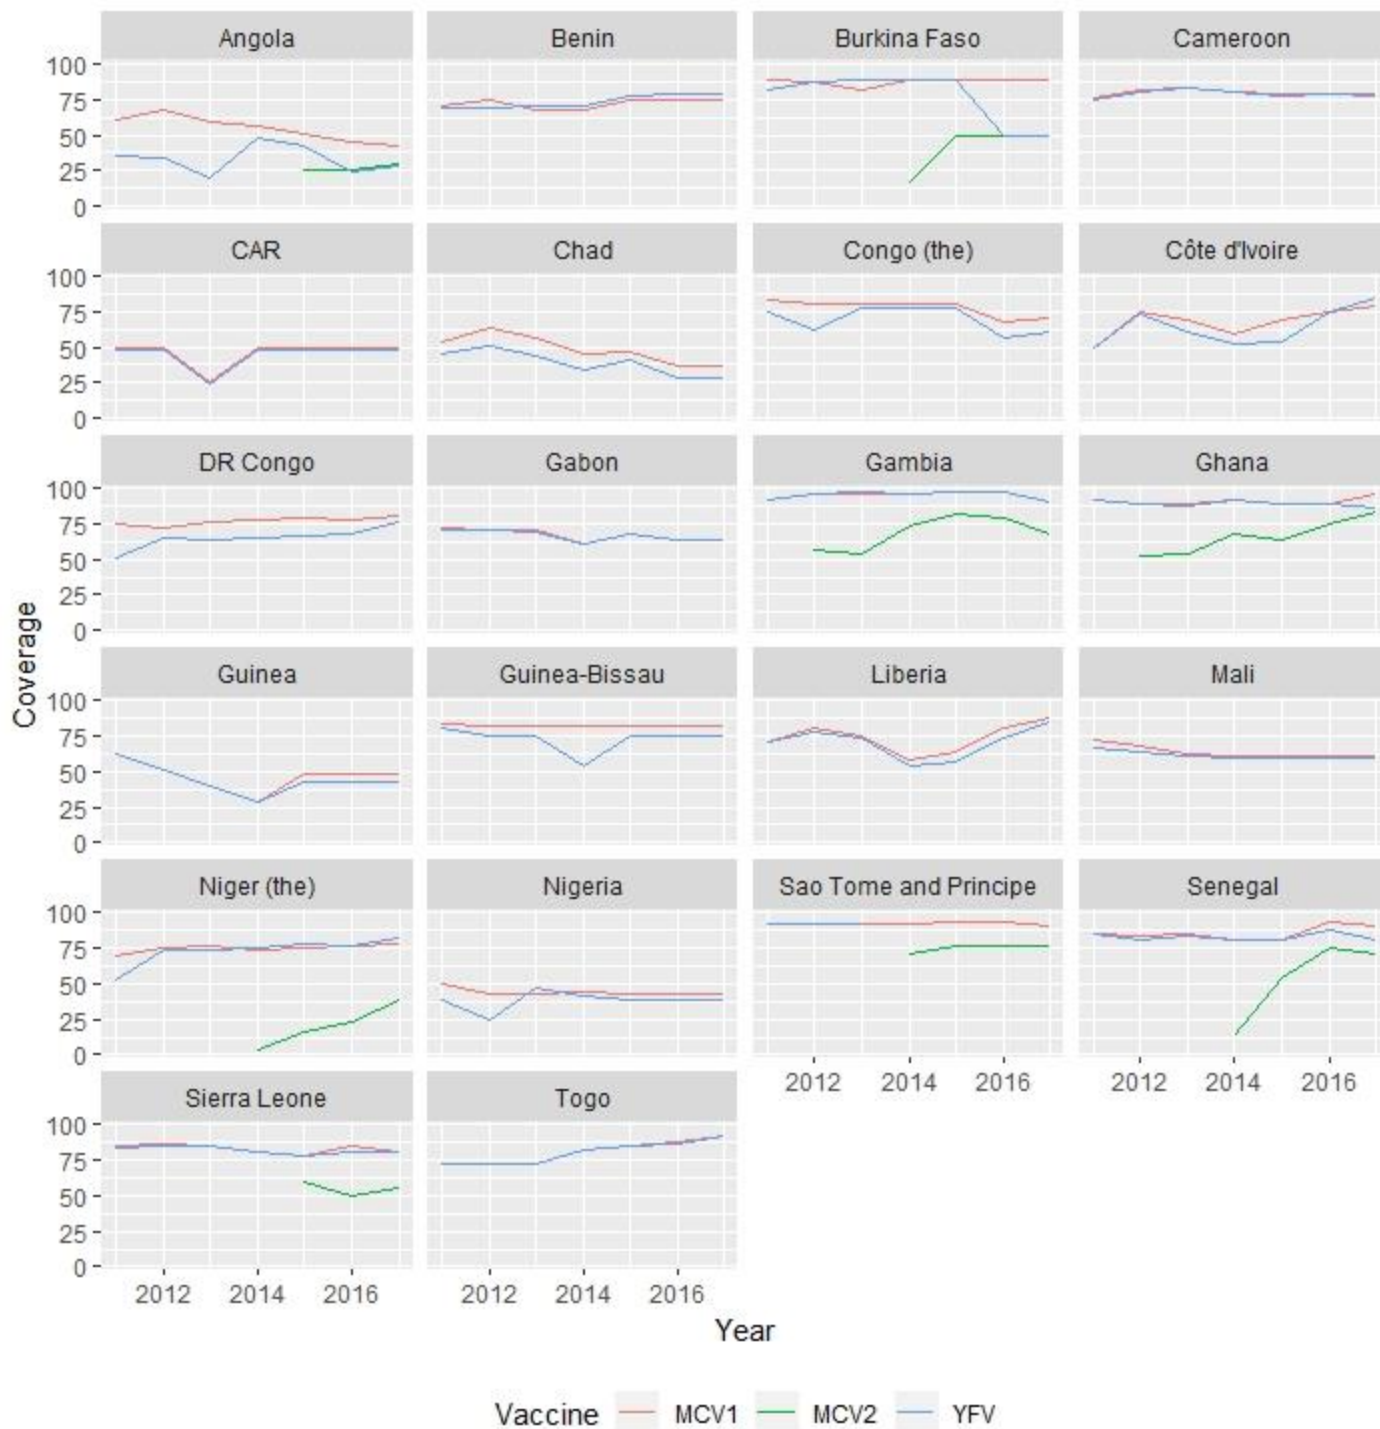 Angola Benin Burkina Faso Cameroon
100
75
50
25
0
CAR Chad Congo (the) Côte d'Ivoire
100
75
50
25
0
DR Congo Gabon Gambia Ghana
100
75
50
25
0
Coverage
Guinea Guinea-Bissau Liberia Mali
100
75
50
25
0
Niger (the) Nigeria Sao Tome and Principe Senegal
100
75
50
25
0
2012 2014 2016 2012 2014 2016
Sierra Leone Togo
100
75
50
25
0
2012 2014 2016 2012 2014 2016
Year
Vaccine MCV1 MCV2 YFV